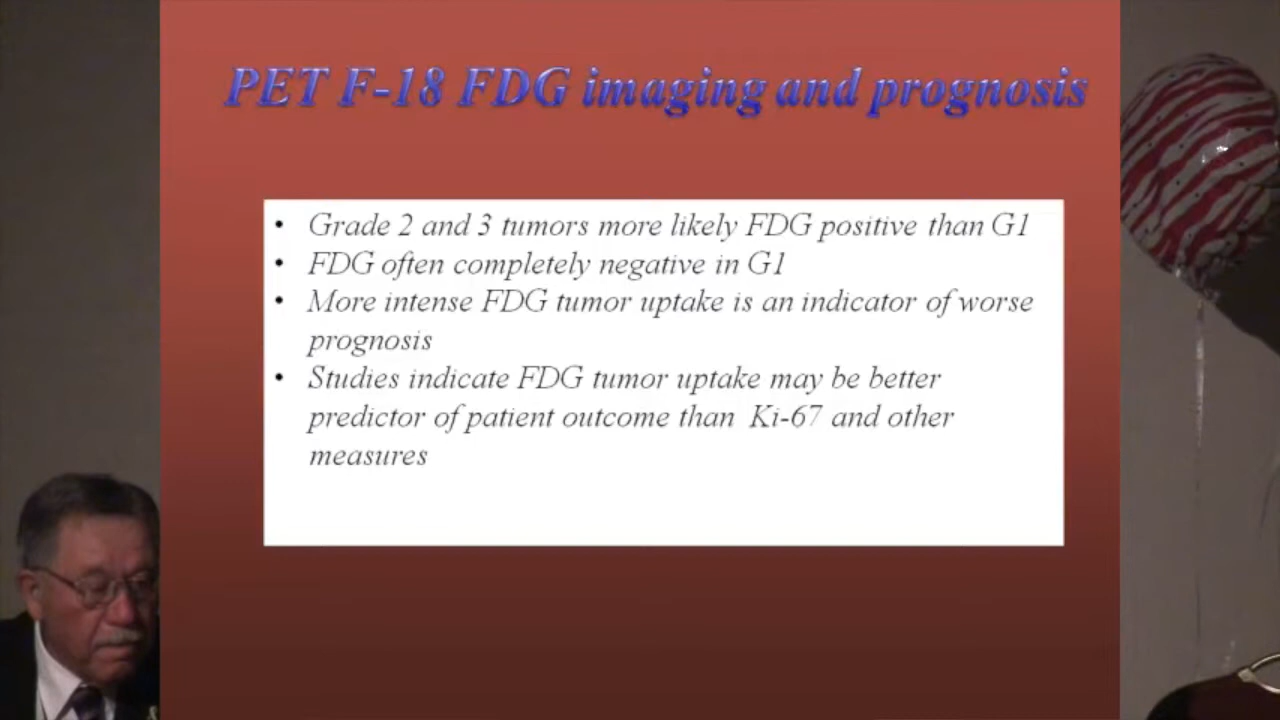 PET F-18 FDG imaging and prognosis
• Grade 2 and 3 tumors more likely FDG positive than G1
• FDG often completely negative in G1
• More intense FDG tumor uptake is an indicator of worse
prognosis
• Studies indicate FDG tumor uptake may be better
predictor of patient outcome than Ki-67 and other
measures